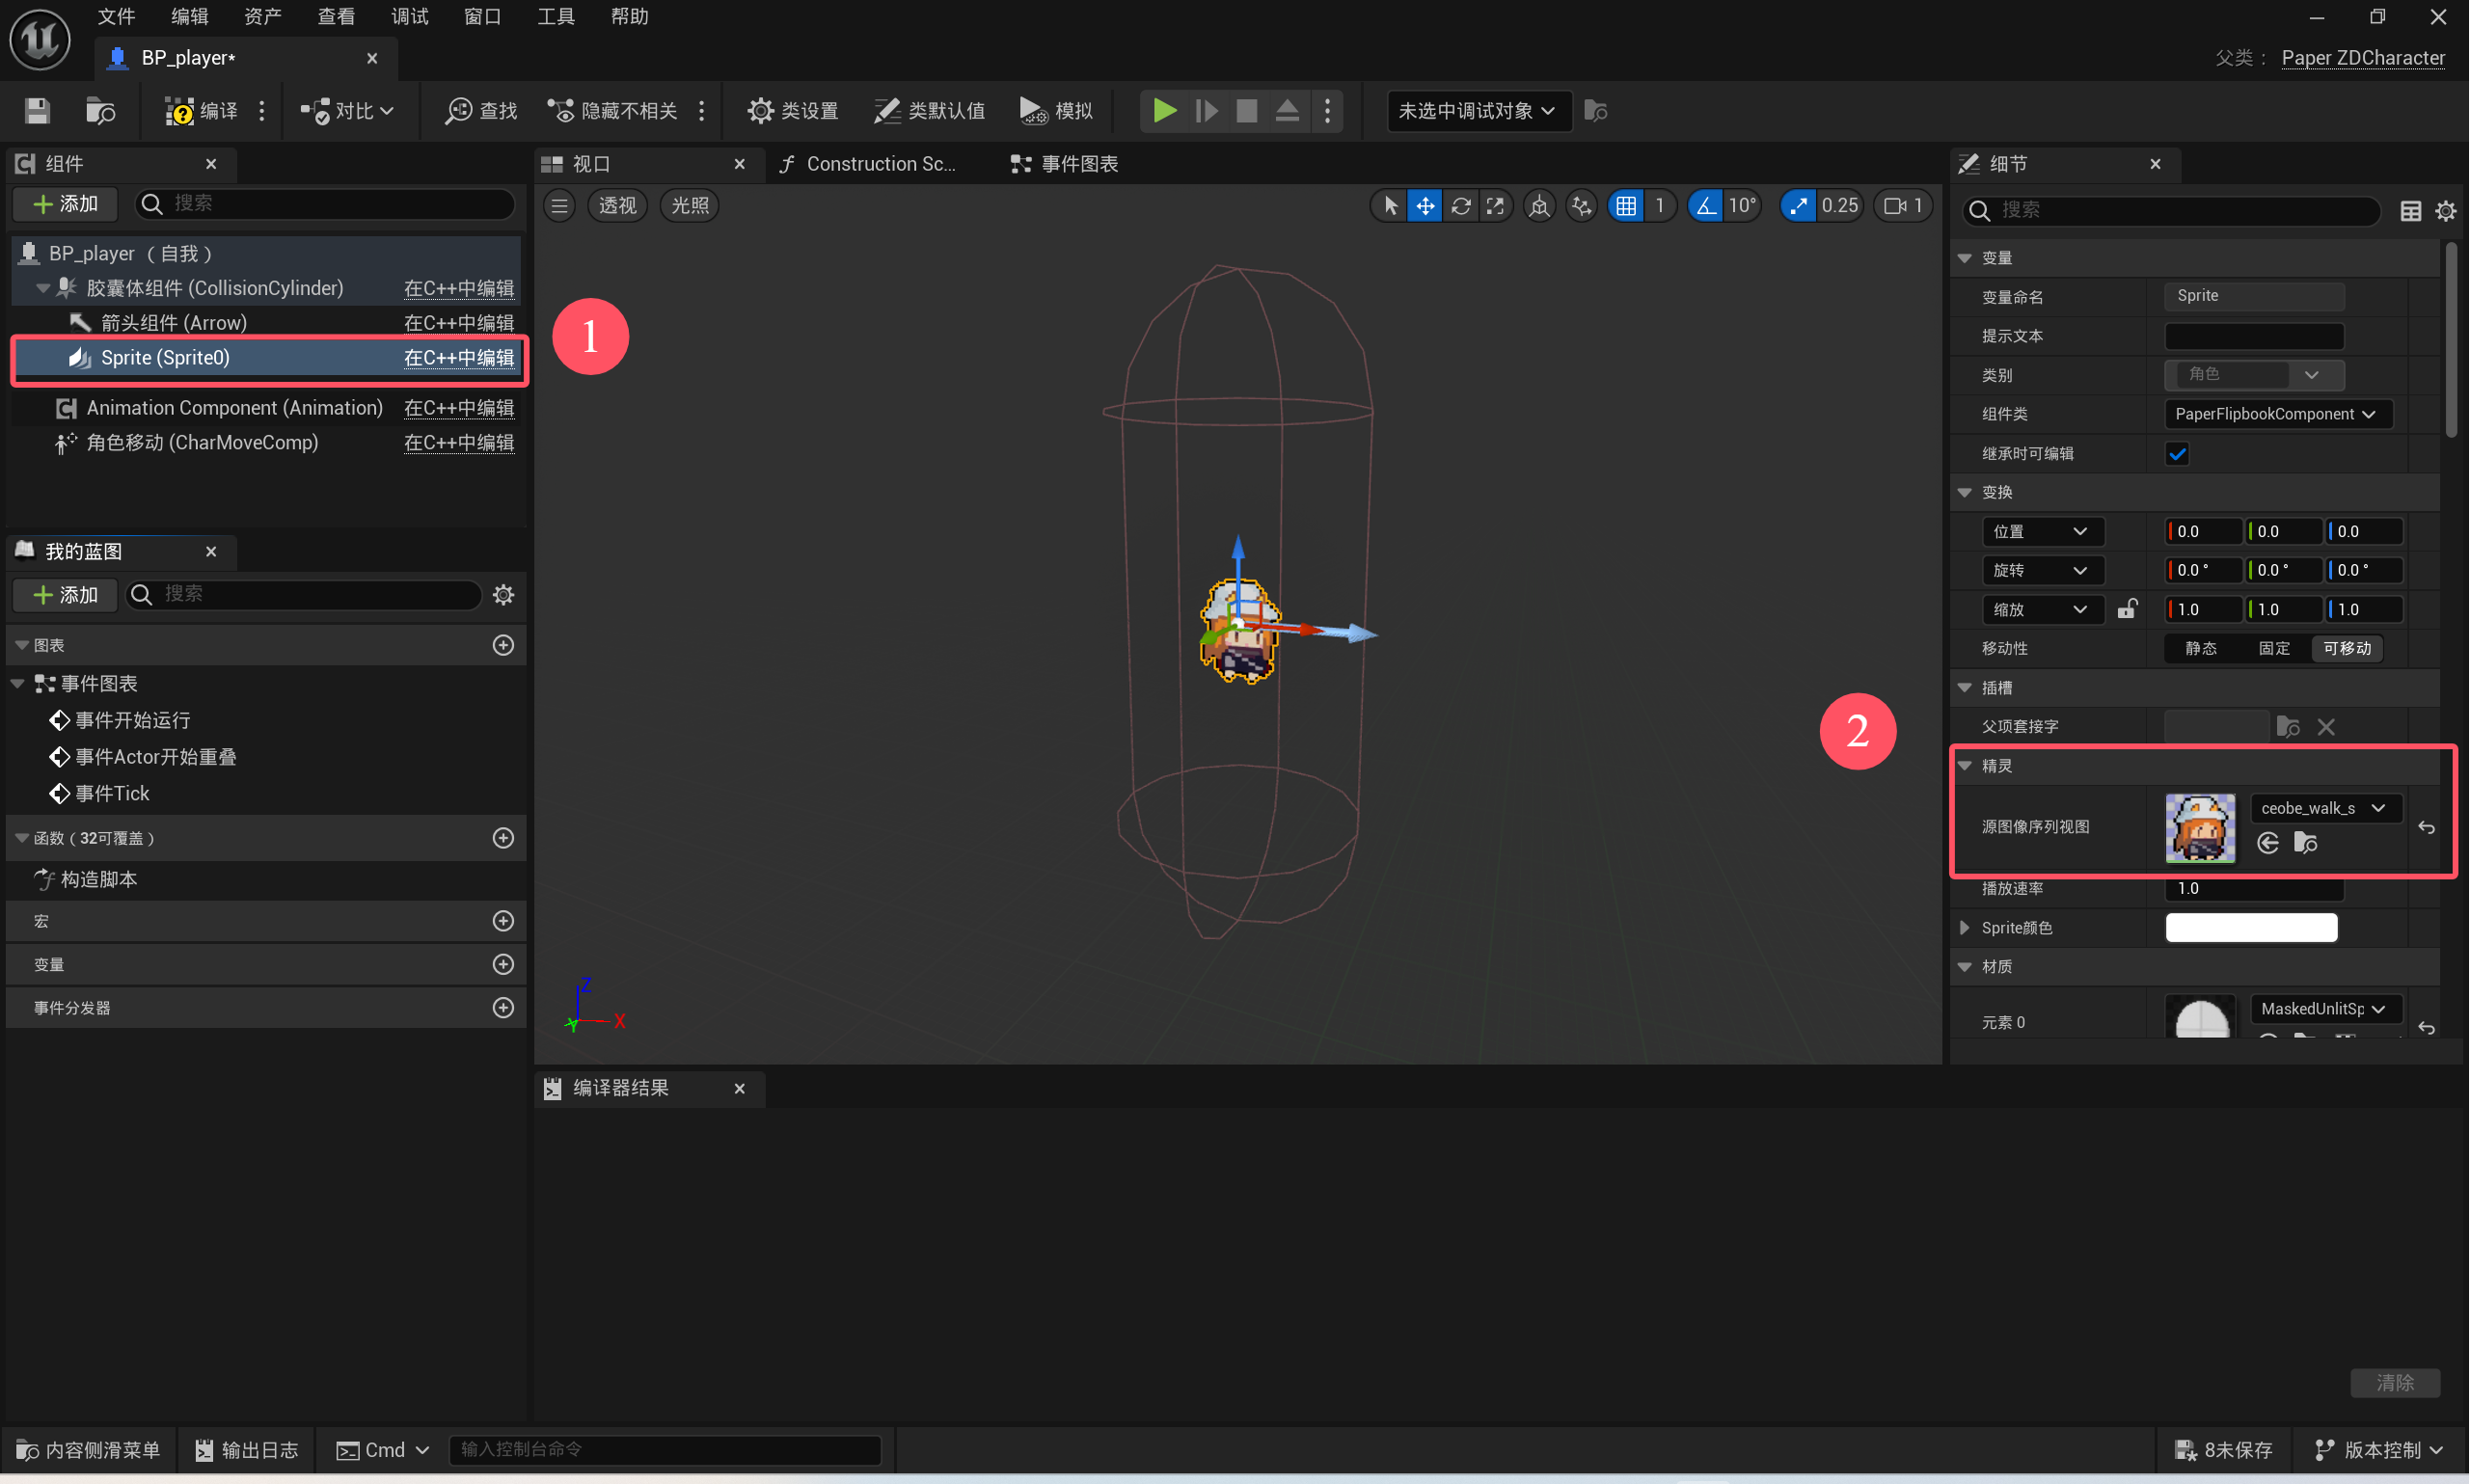 文件 编辑 资产 查看 调试 窗口 工具 帮助
BP_player*
父类： Paper ZDCharacter
编译 对比 查找 隐藏不相关 类设置 类默认值 模拟 未选中调试对象
组件
添加 搜索
BP_player （自我）
胶囊体组件 (CollisionCylinder) 在C++中编辑
箭头组件 (Arrow) 在C++中编辑
Sprite (Sprite0) 在C++中编辑
Animation Component (Animation) 在C++中编辑
角色移动 (CharMoveComp) 在C++中编辑
我的蓝图
添加 搜索
图表
事件图表
事件开始运行
事件Actor开始重叠
事件Tick
函数（32可覆盖）
构造脚本
宏
变量
事件分发器
视口 Construction Sc... 事件图表
透视 光照 1 10° 0.25 1
1
2
Z
Y X
编译器结果
清除
细节
搜索
变量
变量命名 Sprite
提示文本
类别 角色
组件类 PaperFlipbookComponent
继承时可编辑
变换
位置 0.0 0.0 0.0
旋转 0.0 ° 0.0 ° 0.0 °
缩放 1.0 1.0 1.0
移动性 静态 固定 可移动
插槽
父项套接字
精灵
源图像序列视图 ceobe_walk_s
播放速率 1.0
Sprite颜色
材质
元素 0 MaskedUnlitSp
内容侧滑菜单 输出日志 Cmd 输入控制台命令 8未保存 版本控制